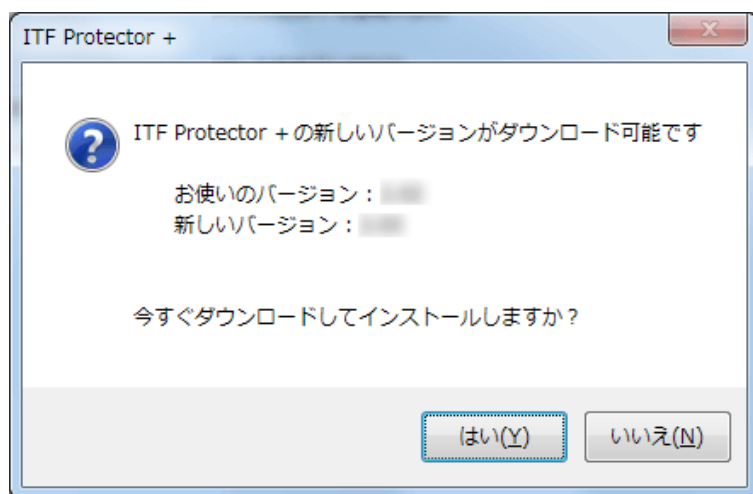 ITF Protector +
ITF Protector + の新しいバージョンがダウンロード可能です
お使いのバージョン：
新しいバージョン：
今すぐダウンロードしてインストールしますか？
はい(Y)
いいえ(N)